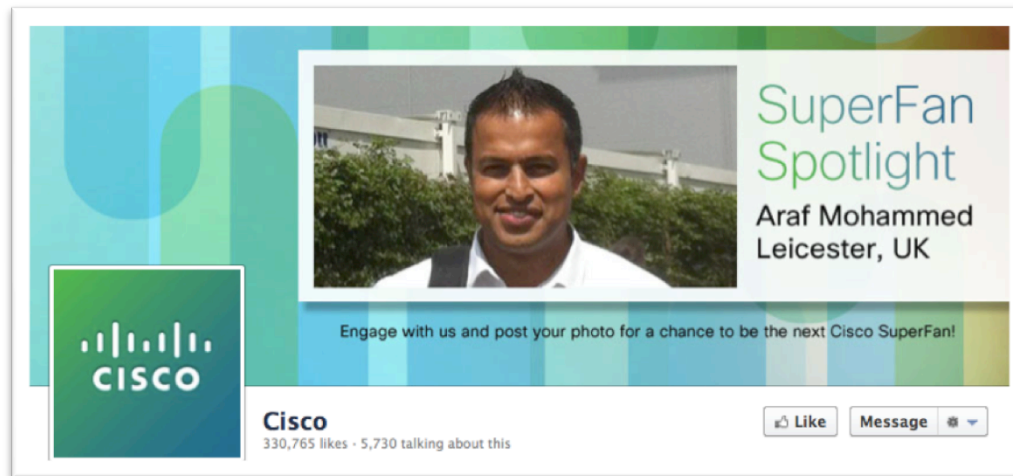 SuperFan
Spotlight
Araf Mohammed
Leicester, UK
Engage with us and post your photo for a chance to be the next Cisco SuperFan!
CISCO
Cisco
330,765 likes · 5,730 talking about this
Like
Message